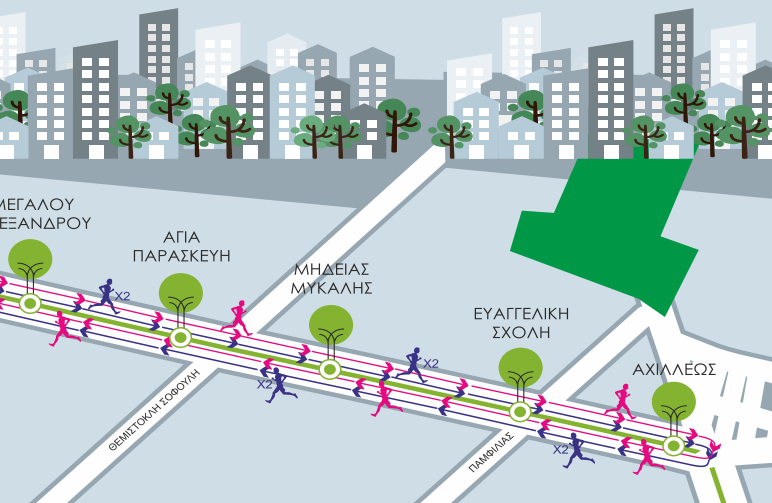 ΜΕΓΑΛΟΥ
ΕΞΑΝΔΡΟΥ
ΑΓΙΑ
ΠΑΡΑΣΚΕΥΗ
ΜΗΔΕΙΑΣ
ΜΥΚΑΛΗΣ
ΕΥΑΓΓΕΛΙΚΗ
ΣΧΟΛΗ
ΑΧΙΛΛΕΩΣ
X2
X2
X2
X2
ΘΕΜΙΣΤΟΚΛΗ ΣΟΦΟΥΛΗ
ΠΑΜΦΙΛΙΑΣ